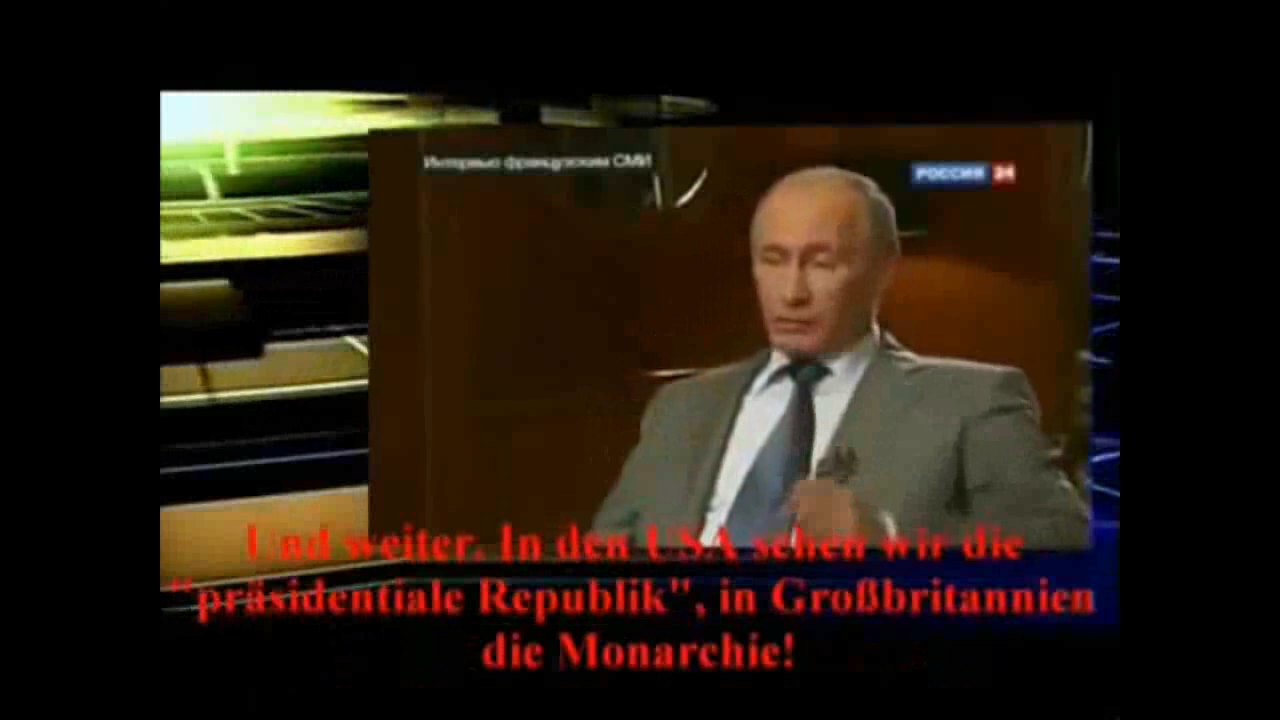 Интервью французским СМИ
РОССИЯ 24
Und weiter. In den USA sehen wir die
"präsidentiale Republik", in Großbritannien
die Monarchie!